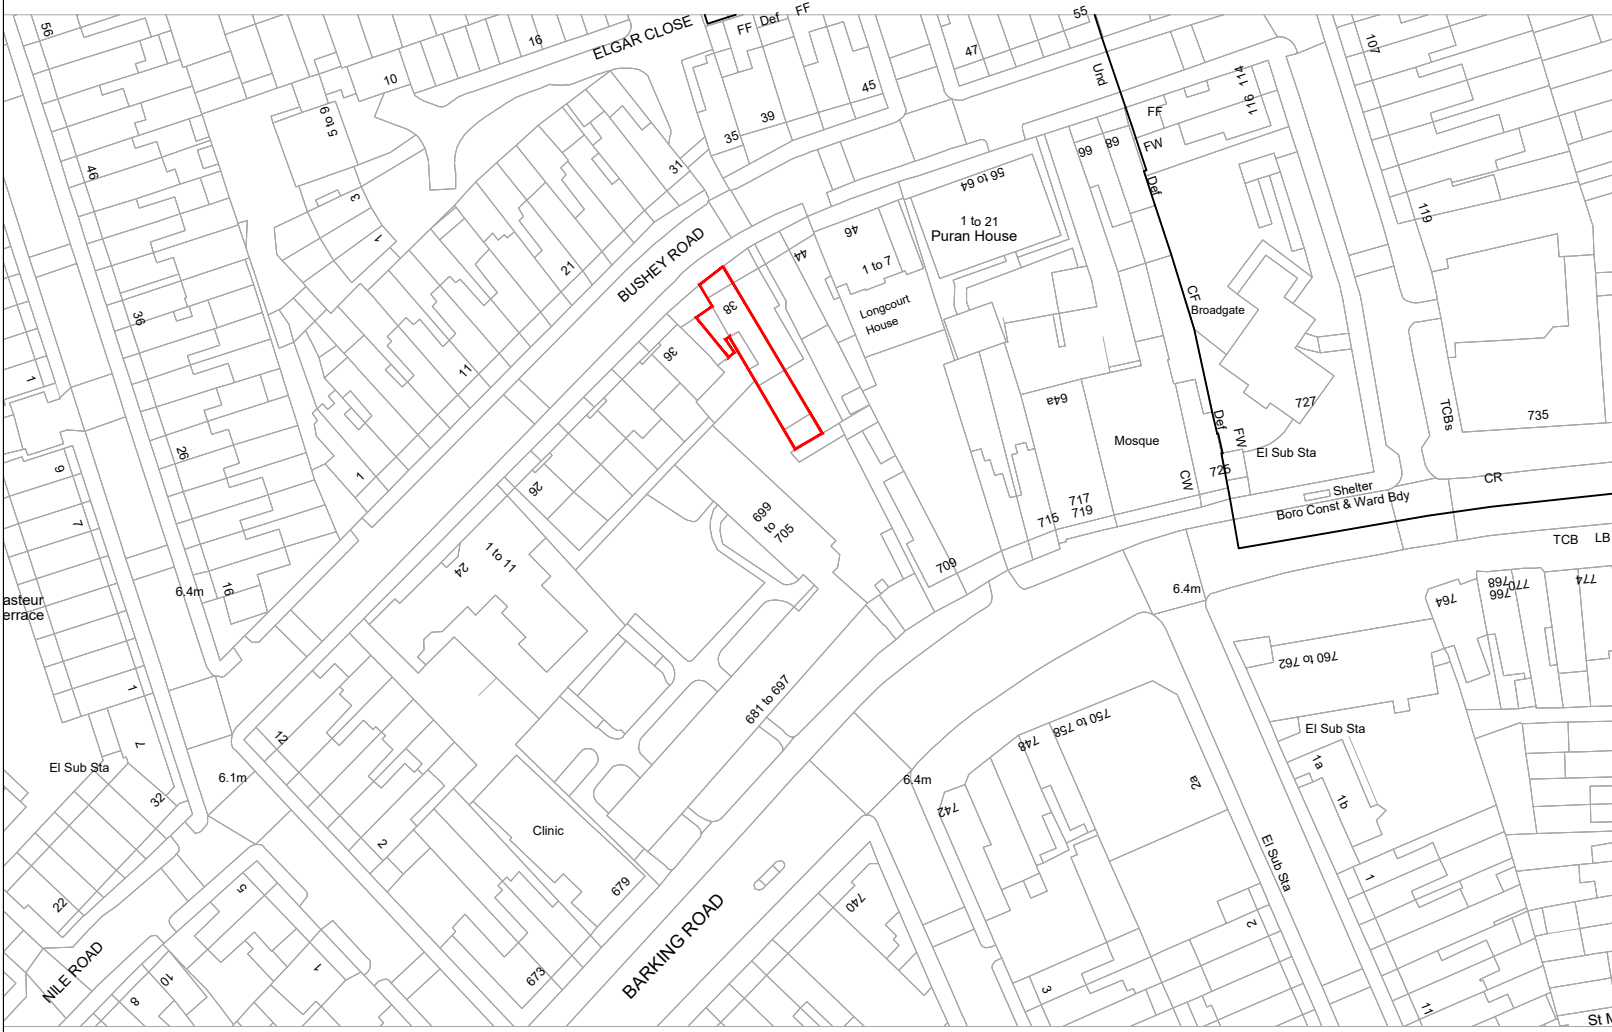 56
16
ELGAR CLOSE
FF
Def
FF
55
47
107
10
45
Und
114
116
5 to 9
39
35
FF
FW
46
31
66
68
3
1
56 to 64
Def
119
1 to 21
Puran House
46
44
BUSHEY ROAD
21
1 to 7
38
Longcourt
House
CF
Broadgate
36
36
11
1
64a
727
TCBs
735
26
Def
FW
Mosque
El Sub Sta
9
1
26
CW
725
Shelter
CR
Boro Const & Ward Bdy
7
699
to
705
717
719
715
TCB
LB
1 to 11
24
709
6.4m
16
6.4m
asteur
errace
764
768
766
770
774
760 to 762
1
681 to 697
12
7
El Sub Sta
6.1m
32
748
750 to 758
El Sub Sta
1a
1b
2a
6.4m
742
Clinic
2
El Sub Sta
22
5
679
740
1
BARKING ROAD
2
NILE ROAD
10
8
1
673
3
11
St M